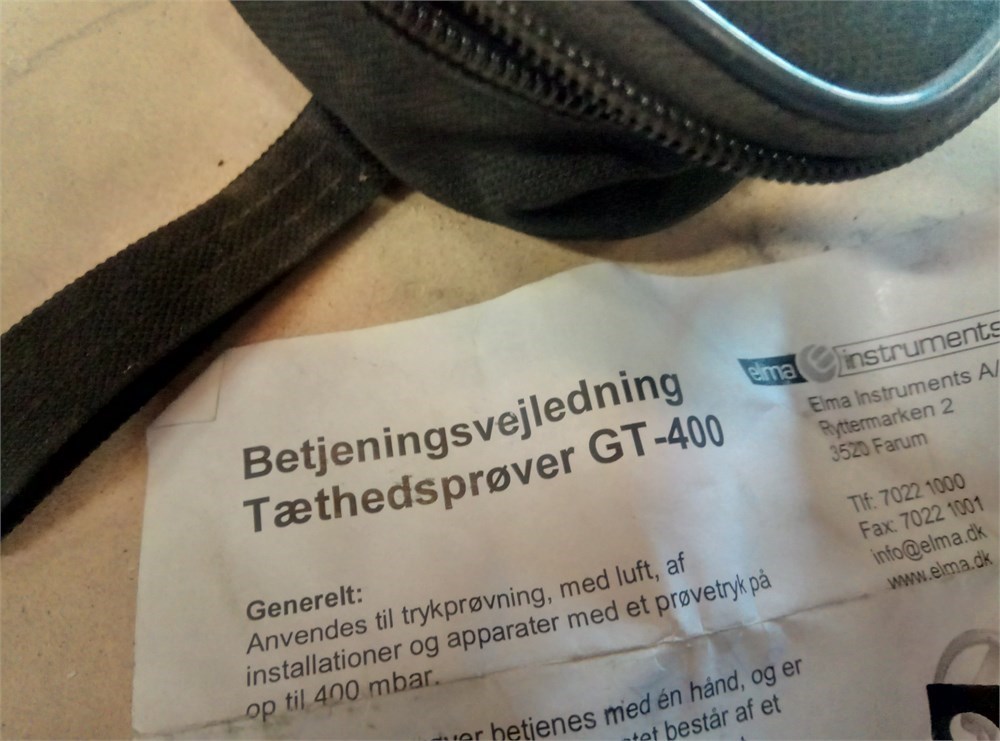 Betjeningsvejledning
Tæthedsprøver GT-400
Generelt:
Anvendes til trykprøvning, med luft, af
installationer og apparater med et prøvetryk på
op til 400 mbar.
betjenes med én hånd, og er
består af et
elma instruments
Elma Instruments A/
Ryttermarken 2
3520 Farum
Tlf: 7022 1000
Fax: 7022 1001
info@elma.dk
www.elma.dk